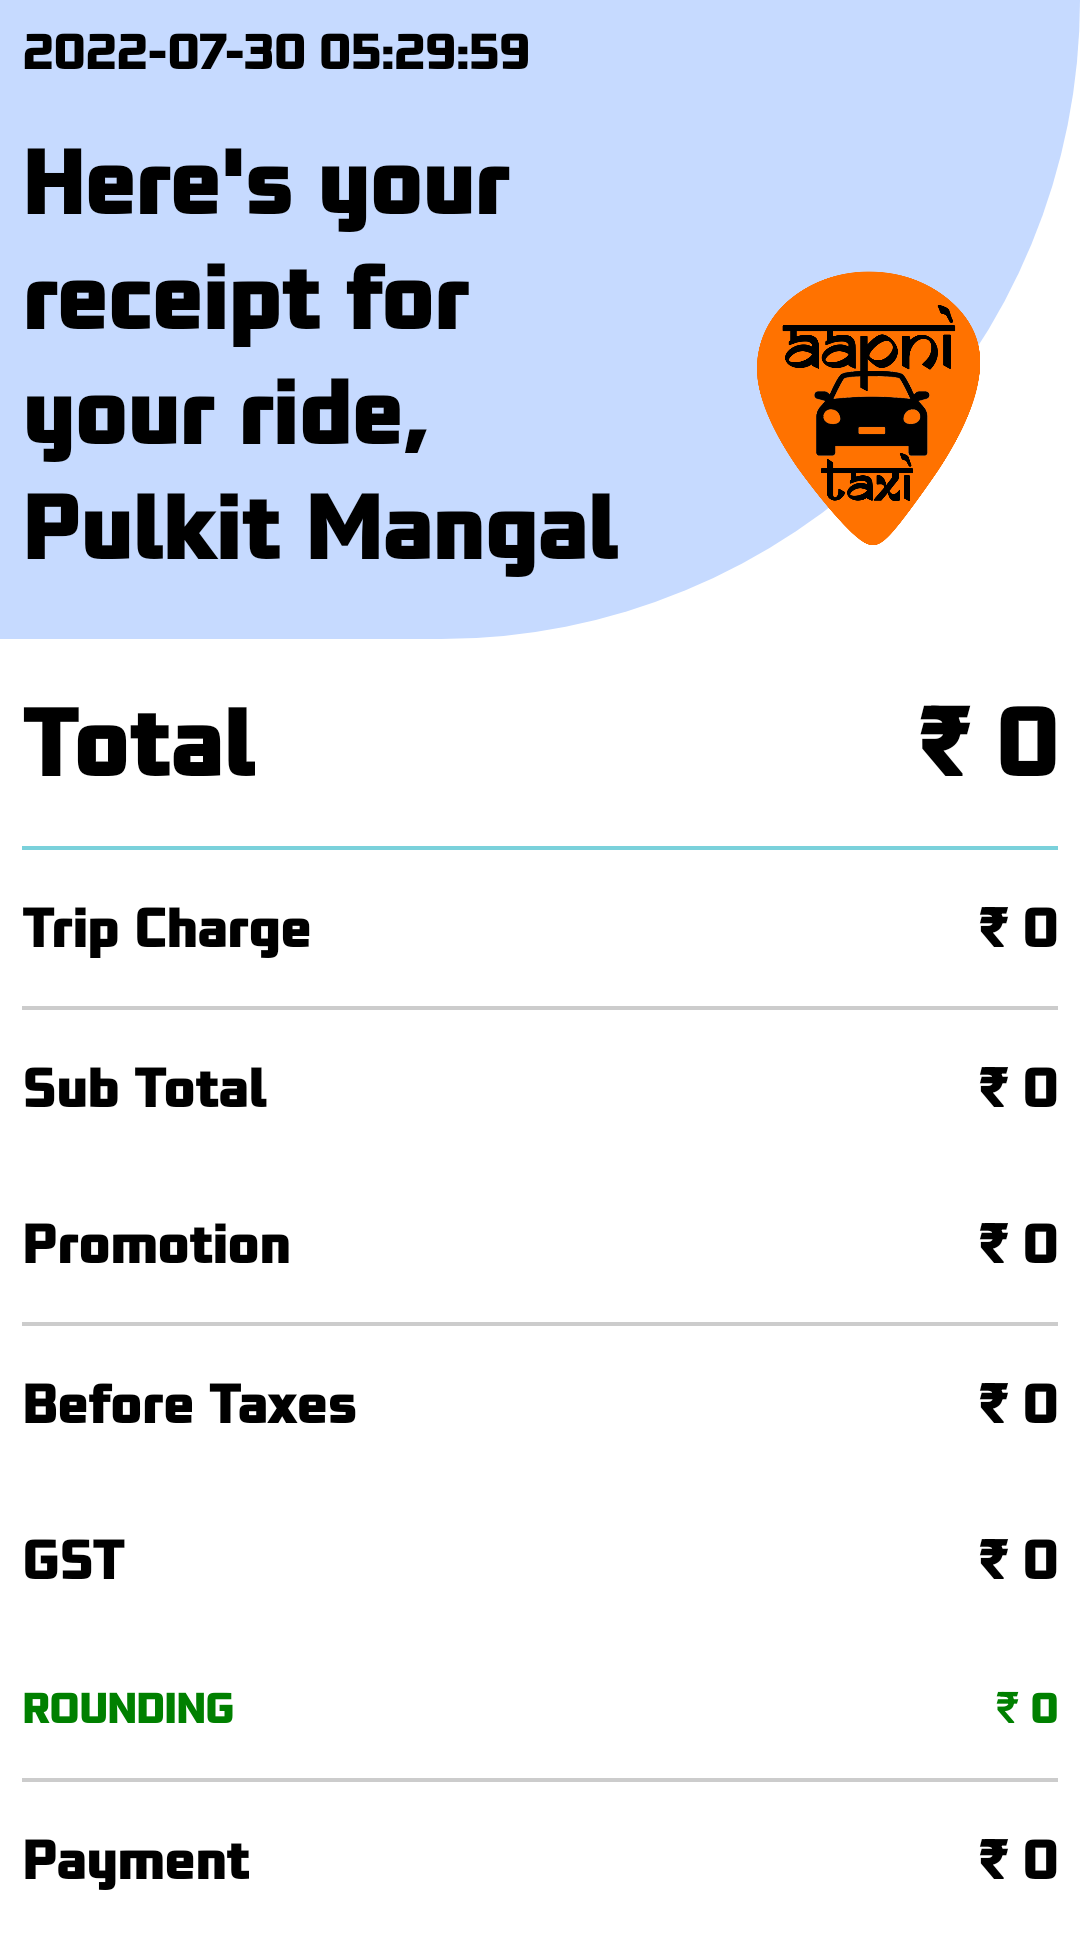 2022-07-30 05:29:59
Here's your
receipt for
your ride,
Pulkit Mangal
aapni
taxi
Total ₹ 0
Trip Charge ₹ 0
Sub Total ₹ 0
Promotion ₹ 0
Before Taxes ₹ 0
GST ₹ 0
ROUNDING ₹ 0
Payment ₹ 0